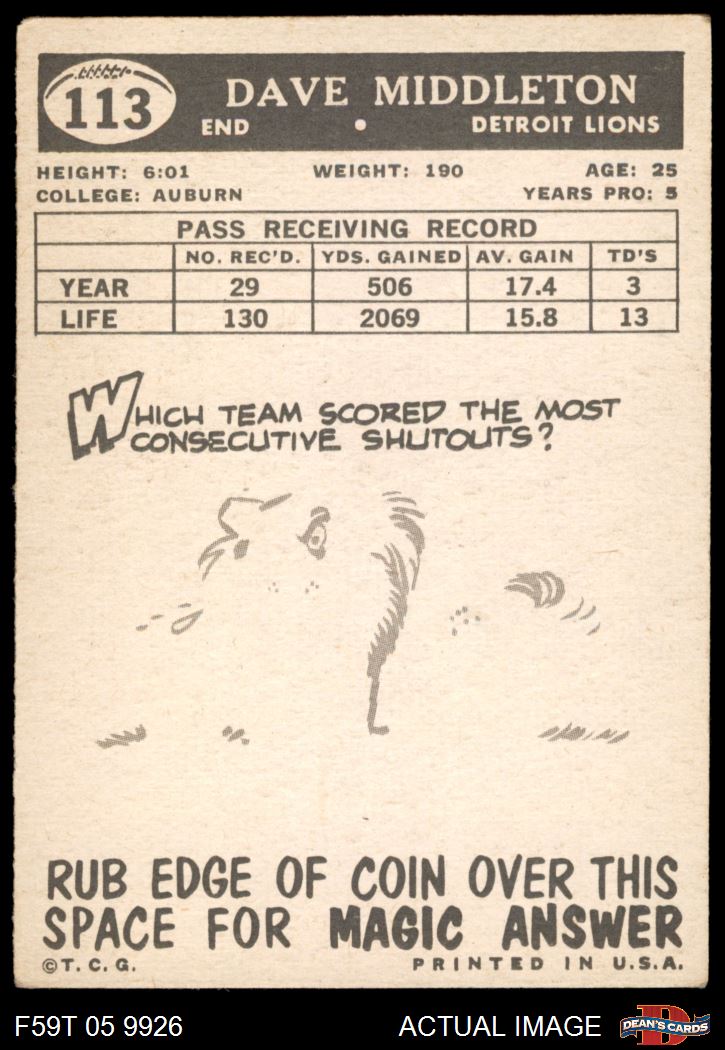 113
DAVE MIDDLETON
END • DETROIT LIONS
HEIGHT: 6:01 WEIGHT: 190 AGE: 25
COLLEGE: AUBURN YEARS PRO: 5
PASS RECEIVING RECORD
NO. REC'D. YDS. GAINED AV. GAIN TD'S
YEAR 29 506 17.4 3
LIFE 130 2069 15.8 13
WHICH TEAM SCORED THE MOST
CONSECUTIVE SHUTOUTS?
RUB EDGE OF COIN OVER THIS
SPACE FOR MAGIC ANSWER
©T.C.G. PRINTED IN U.S.A.
F59T 05 9926 ACTUAL IMAGE D DEAN'S CARDS